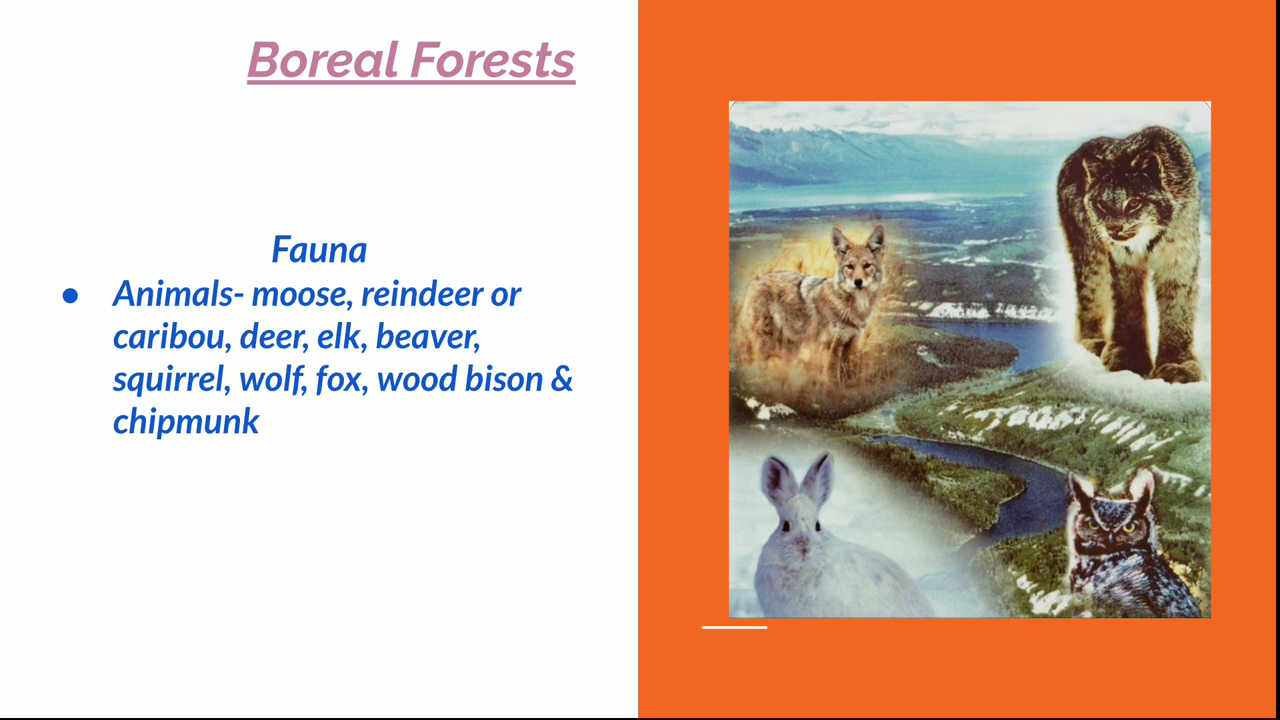 Boreal Forests
Fauna
● Animals- moose, reindeer or
caribou, deer, elk, beaver,
squirrel, wolf, fox, wood bison &
chipmunk